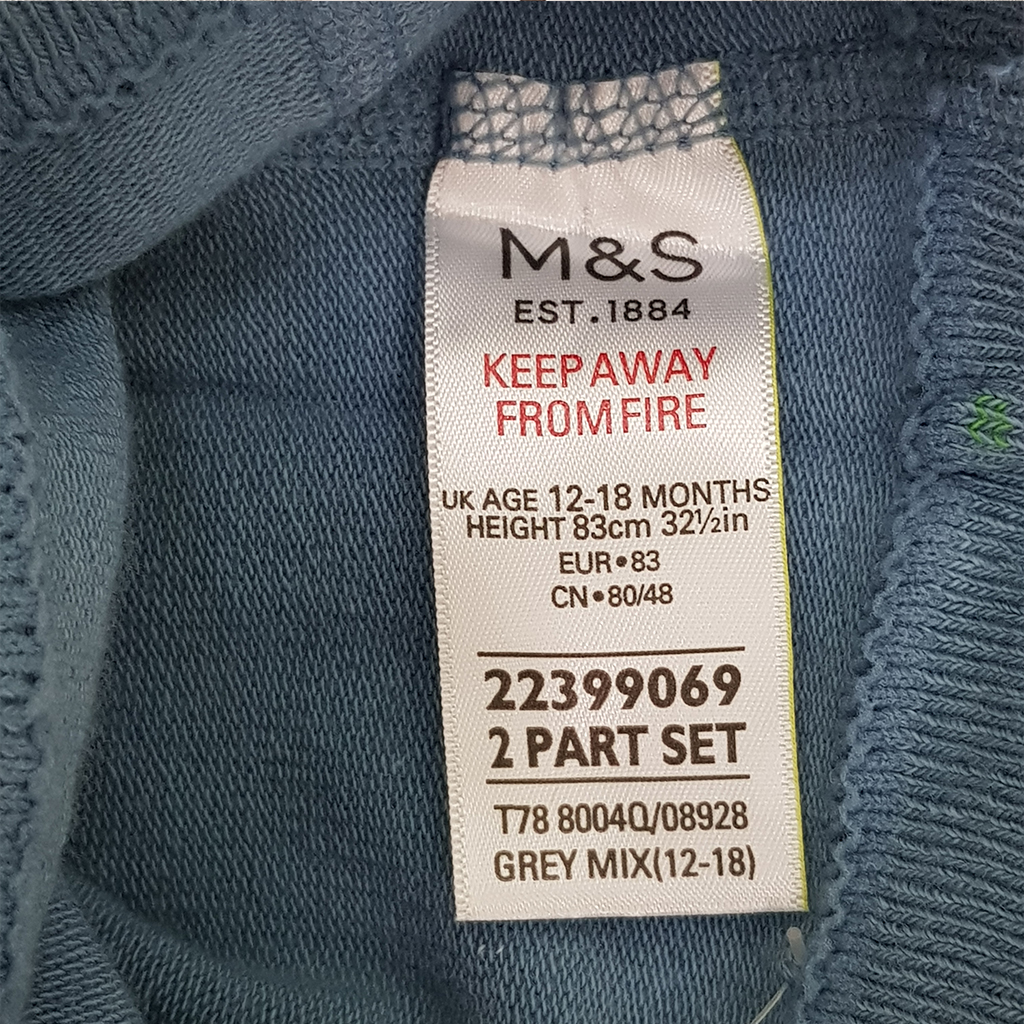 M&S
EST.1884
KEEP AWAY
FROM FIRE
UK AGE 12-18 MONTHS
HEIGHT 83cm 32½in
EUR•83
CN•80/48
22399069
2 PART SET
T78 8004Q/08928
GREY MIX(12-18)